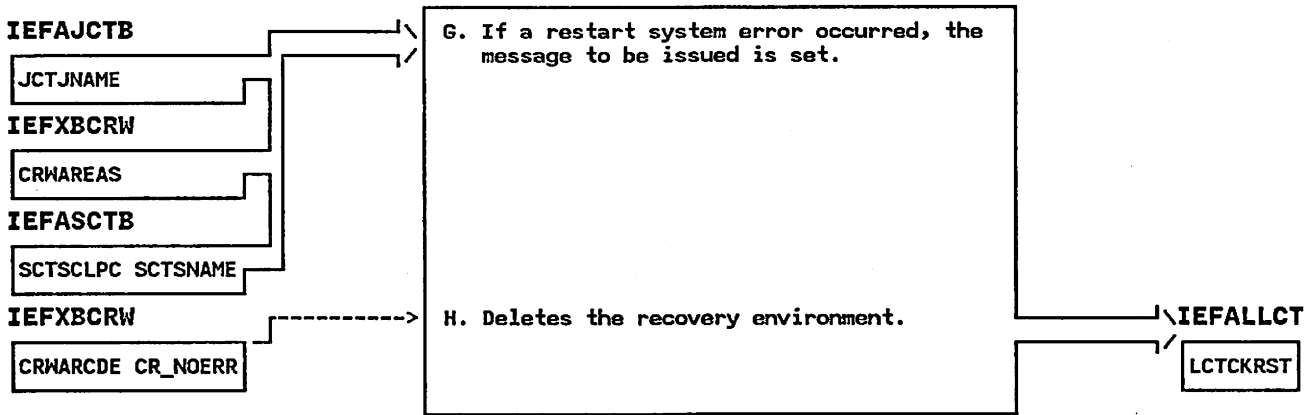 IEFAJCTB
JCTJNAME
IEFXBCRW
CRWAREAS
IEFASCTB
SCTSCLPC SCTSNAME
IEFXBCRW
CRWARCDE CR_NOERR
G. If a restart system error occurred, the
message to be issued is set.
H. Deletes the recovery environment.
IEFALLCT
LCTCKRST